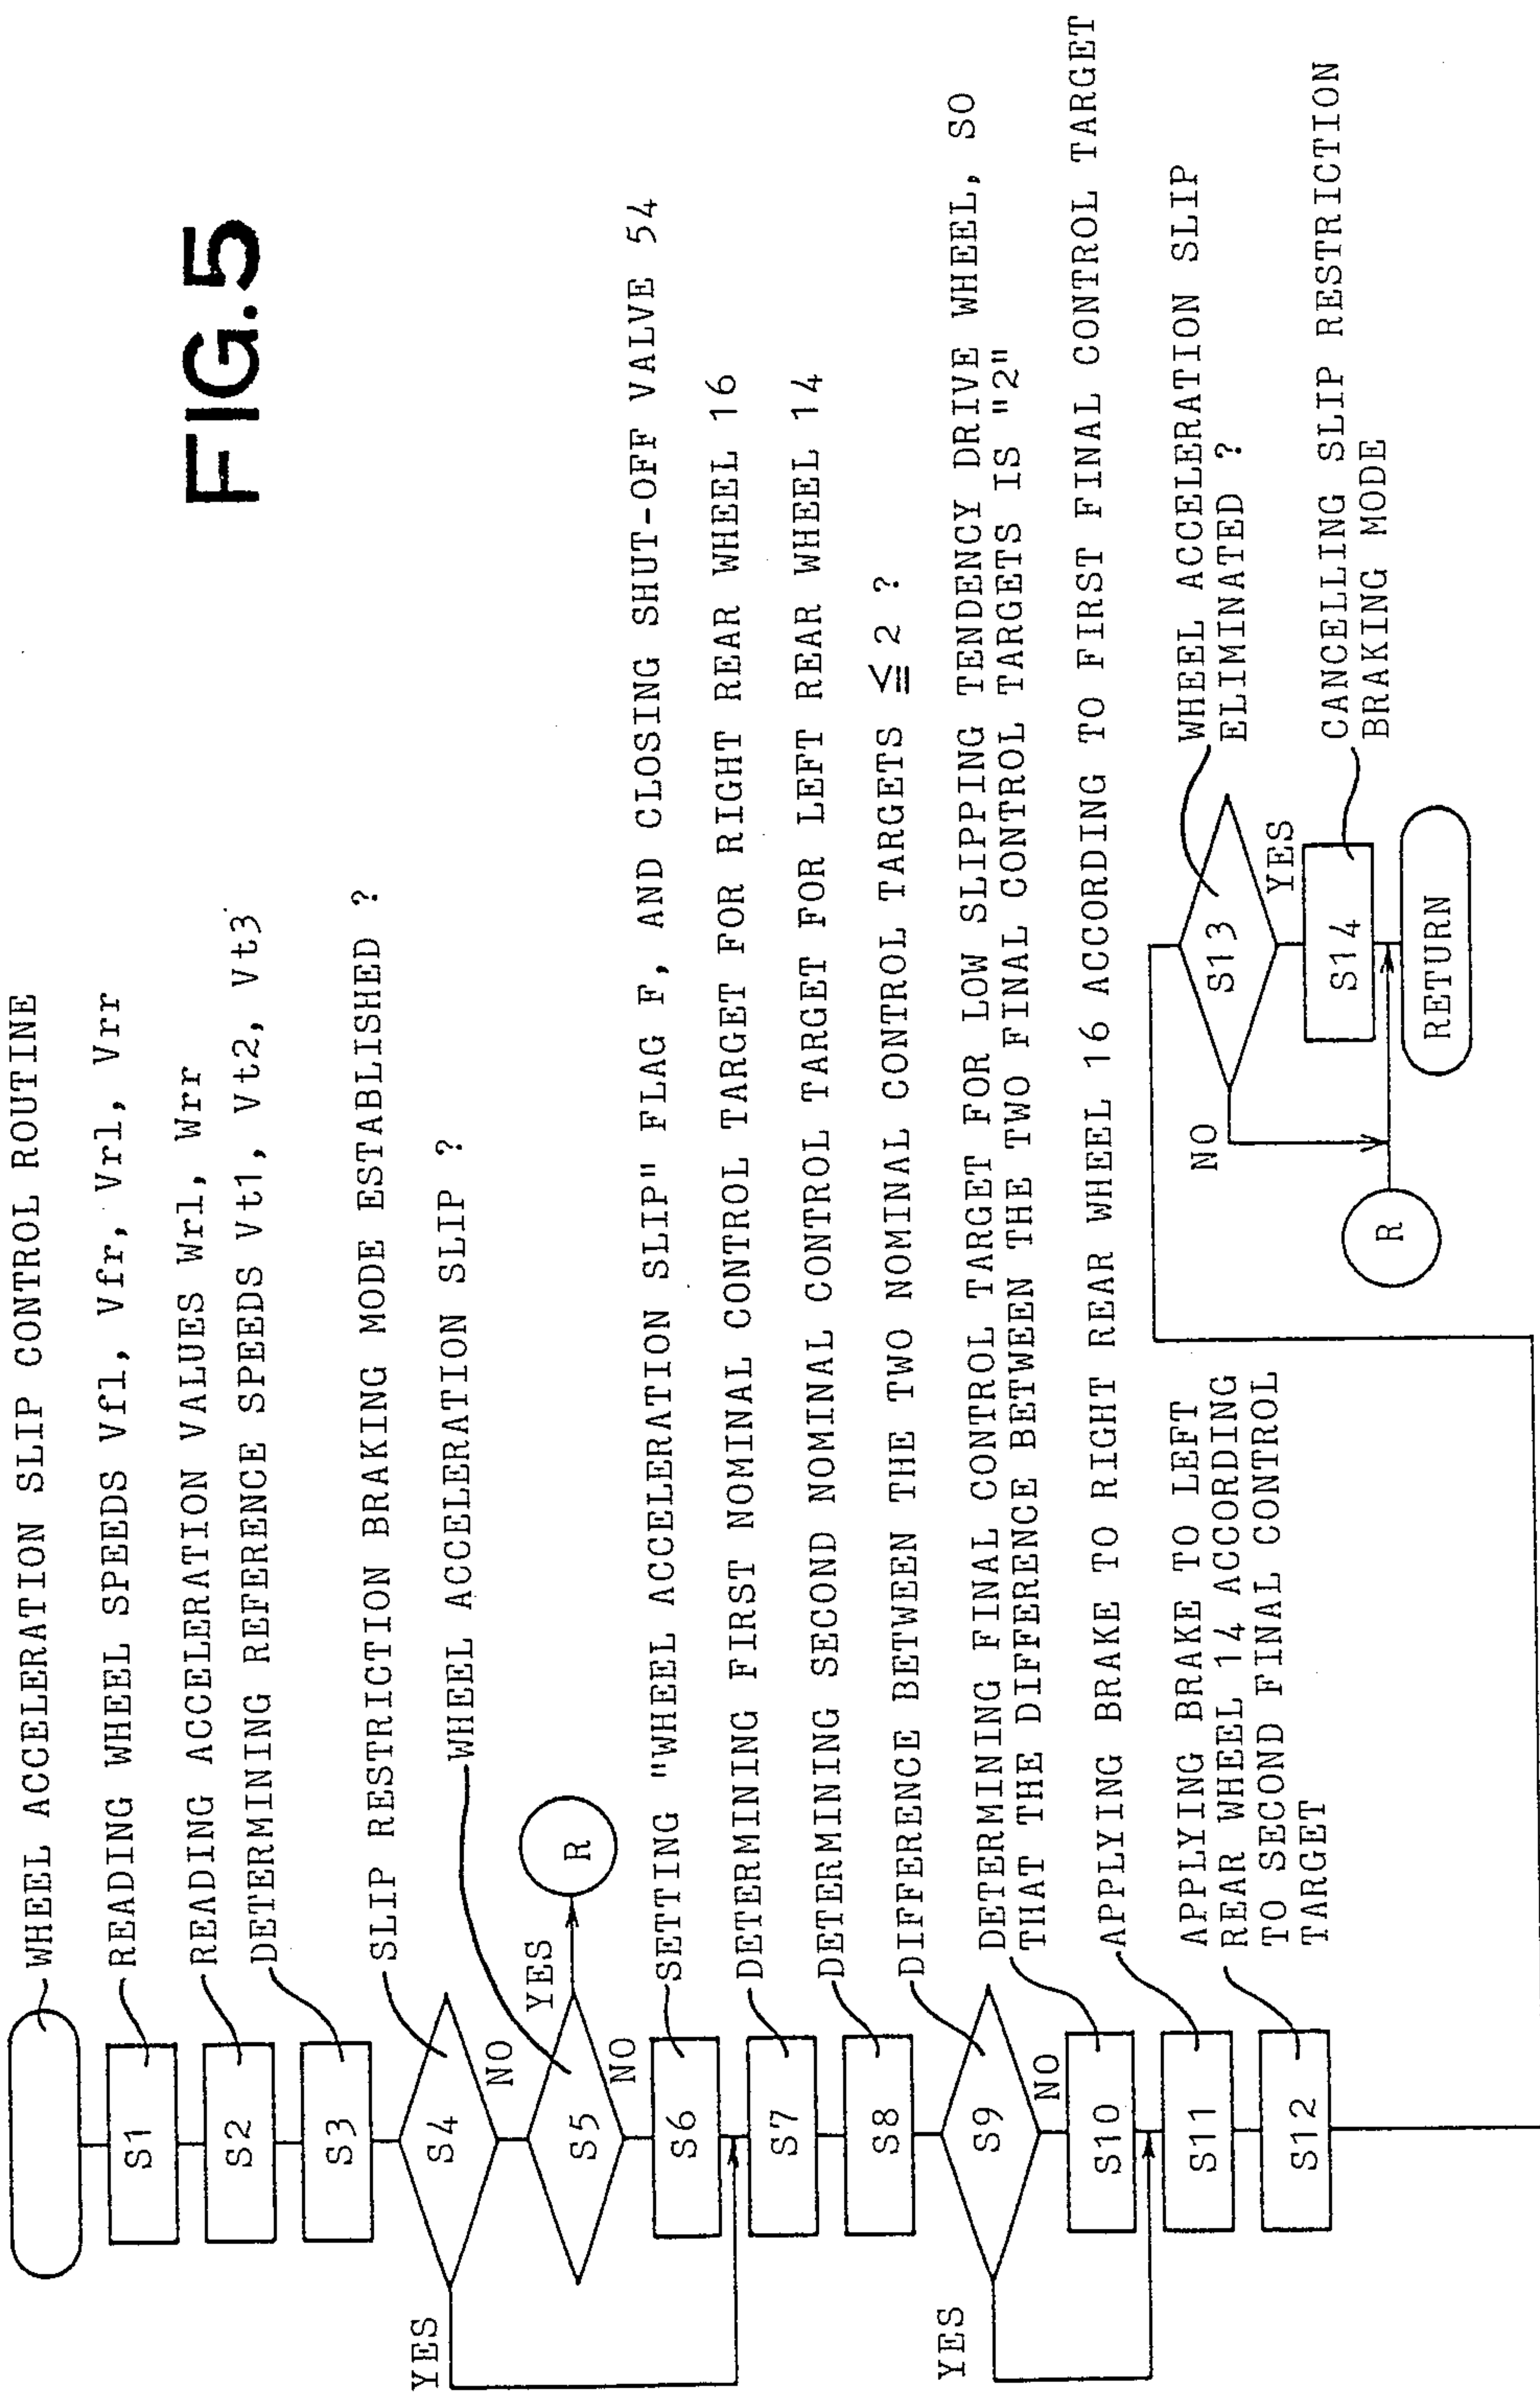 FIG.5
WHEEL ACCELERATION SLIP CONTROL ROUTINE
S1
READING WHEEL SPEEDS Vfl, Vfr, Vrl, Vrr
S2
READING ACCELERATION VALUES Wrl, Wrr
S3
DETERMINING REFERENCE SPEEDS Vt1, Vt2, Vt3
S4
SLIP RESTRICTION BRAKING MODE ESTABLISHED ?
YES
NO
S5
WHEEL ACCELERATION SLIP ?
YES
R
NO
S6
SETTING "WHEEL ACCELERATION SLIP" FLAG F, AND CLOSING SHUT-OFF VALVE 54
S7
DETERMINING FIRST NOMINAL CONTROL TARGET FOR RIGHT REAR WHEEL 16
S8
DETERMINING SECOND NOMINAL CONTROL TARGET FOR LEFT REAR WHEEL 14
S9
DIFFERENCE BETWEEN THE TWO NOMINAL CONTROL TARGETS ≦ 2 ?
YES
NO
S10
DETERMINING FINAL CONTROL TARGET FOR LOW SLIPPING TENDENCY DRIVE WHEEL, SO
THAT THE DIFFERENCE BETWEEN THE TWO FINAL CONTROL TARGETS IS "2"
S11
APPLYING BRAKE TO RIGHT REAR WHEEL 16 ACCORDING TO FIRST FINAL CONTROL TARGET
S12
APPLYING BRAKE TO LEFT
REAR WHEEL 14 ACCORDING
TO SECOND FINAL CONTROL
TARGET
S13
WHEEL ACCELERATION SLIP
ELIMINATED ?
NO
YES
S14
CANCELLING SLIP RESTRICTION
BRAKING MODE
R
RETURN